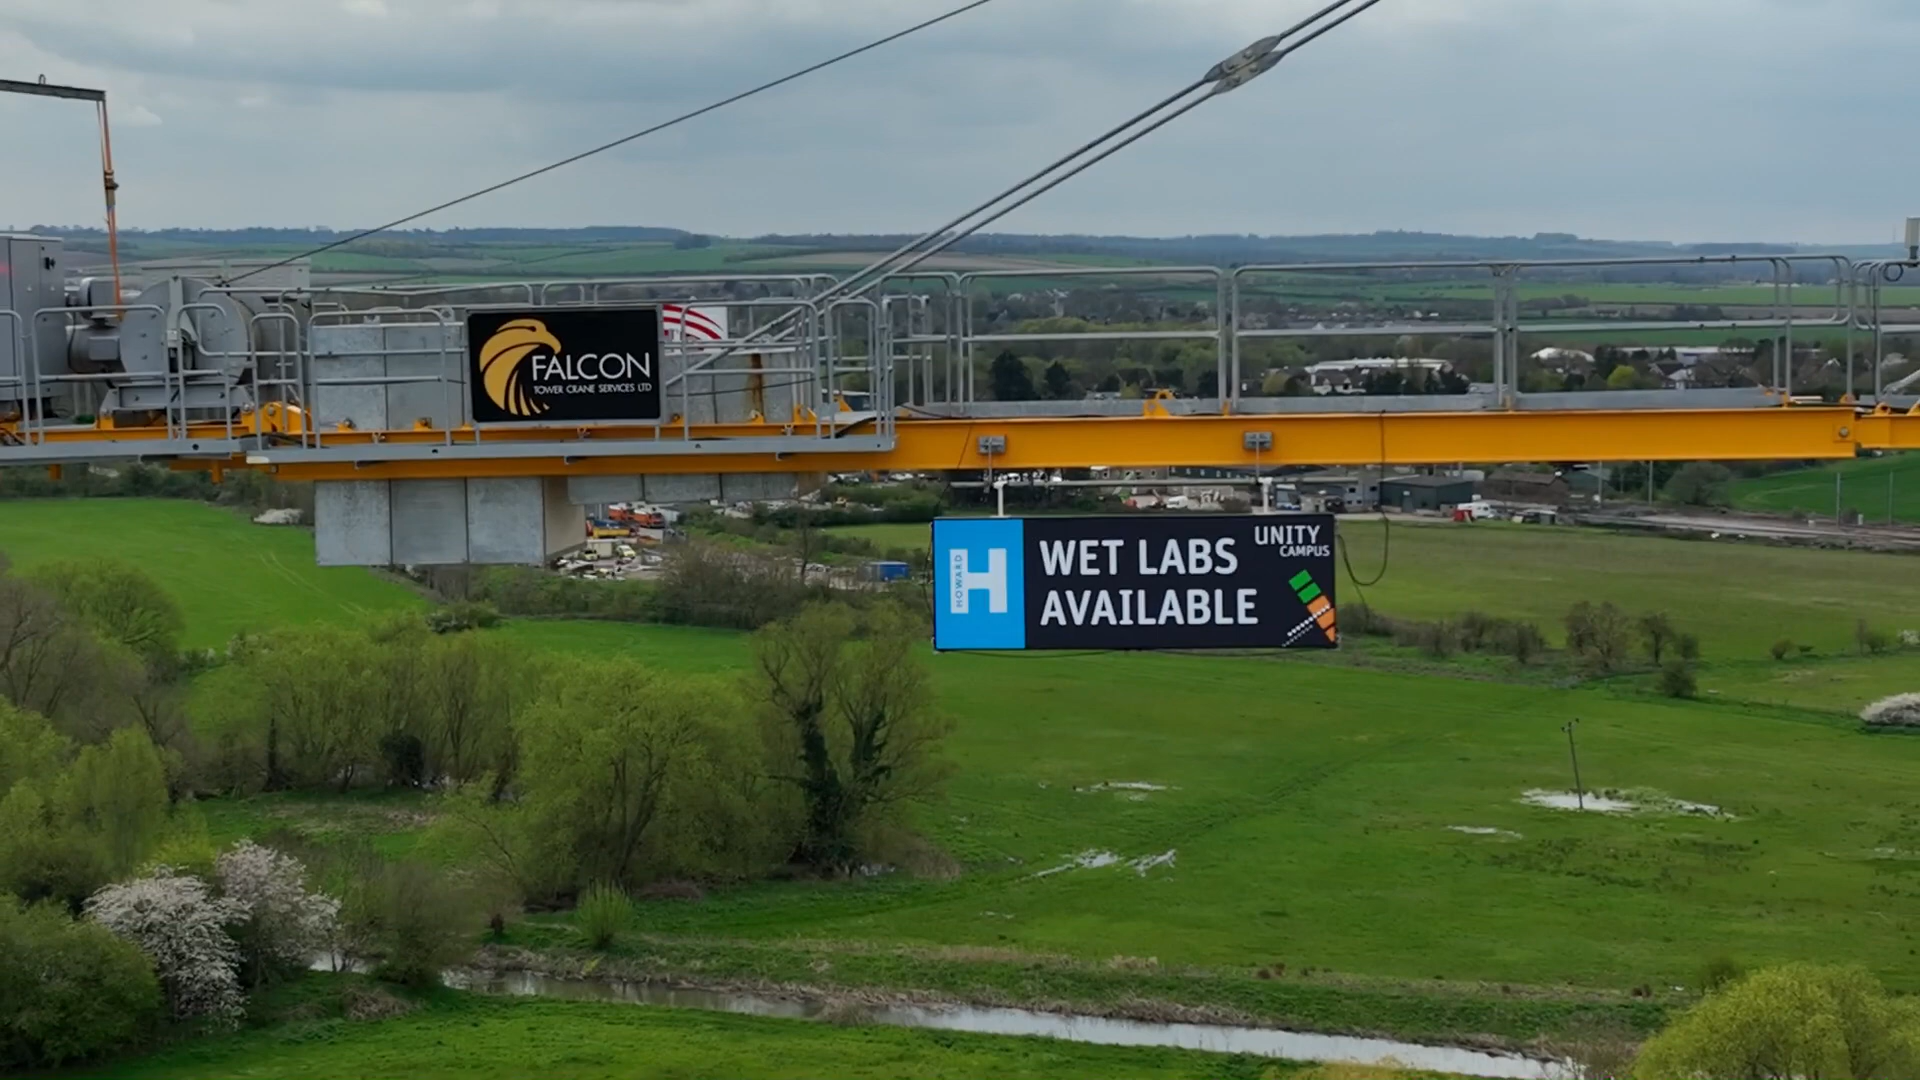 FALCON
TOWER CRANE SERVICES LTD
HOWARD
H
WET LABS
AVAILABLE
UNITY
CAMPUS